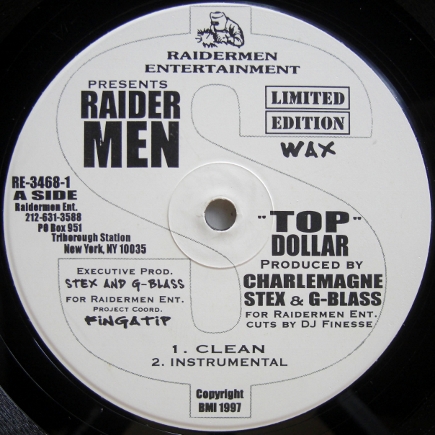 RAIDERMEN
ENTERTAINMENT
PRESENTS
RAIDER
MEN
LIMITED
EDITION
WAX
RE-3468-1
A SIDE
Raidermen Ent.
212-631-3588
PO Box 951
Triborough Station
New York, NY 10035
"TOP"
DOLLAR
PRODUCED BY
CHARLEMAGNE
STEX & G-BLASS
FOR RAIDERMEN ENT.
CUTS BY DJ FINESSE
EXECUTIVE PROD.
STEX AND G-BLASS
FOR RAIDERMEN ENT.
PROJECT COORD.
FINGATIP
1. CLEAN
2. INSTRUMENTAL
Copyright
BMI 1997